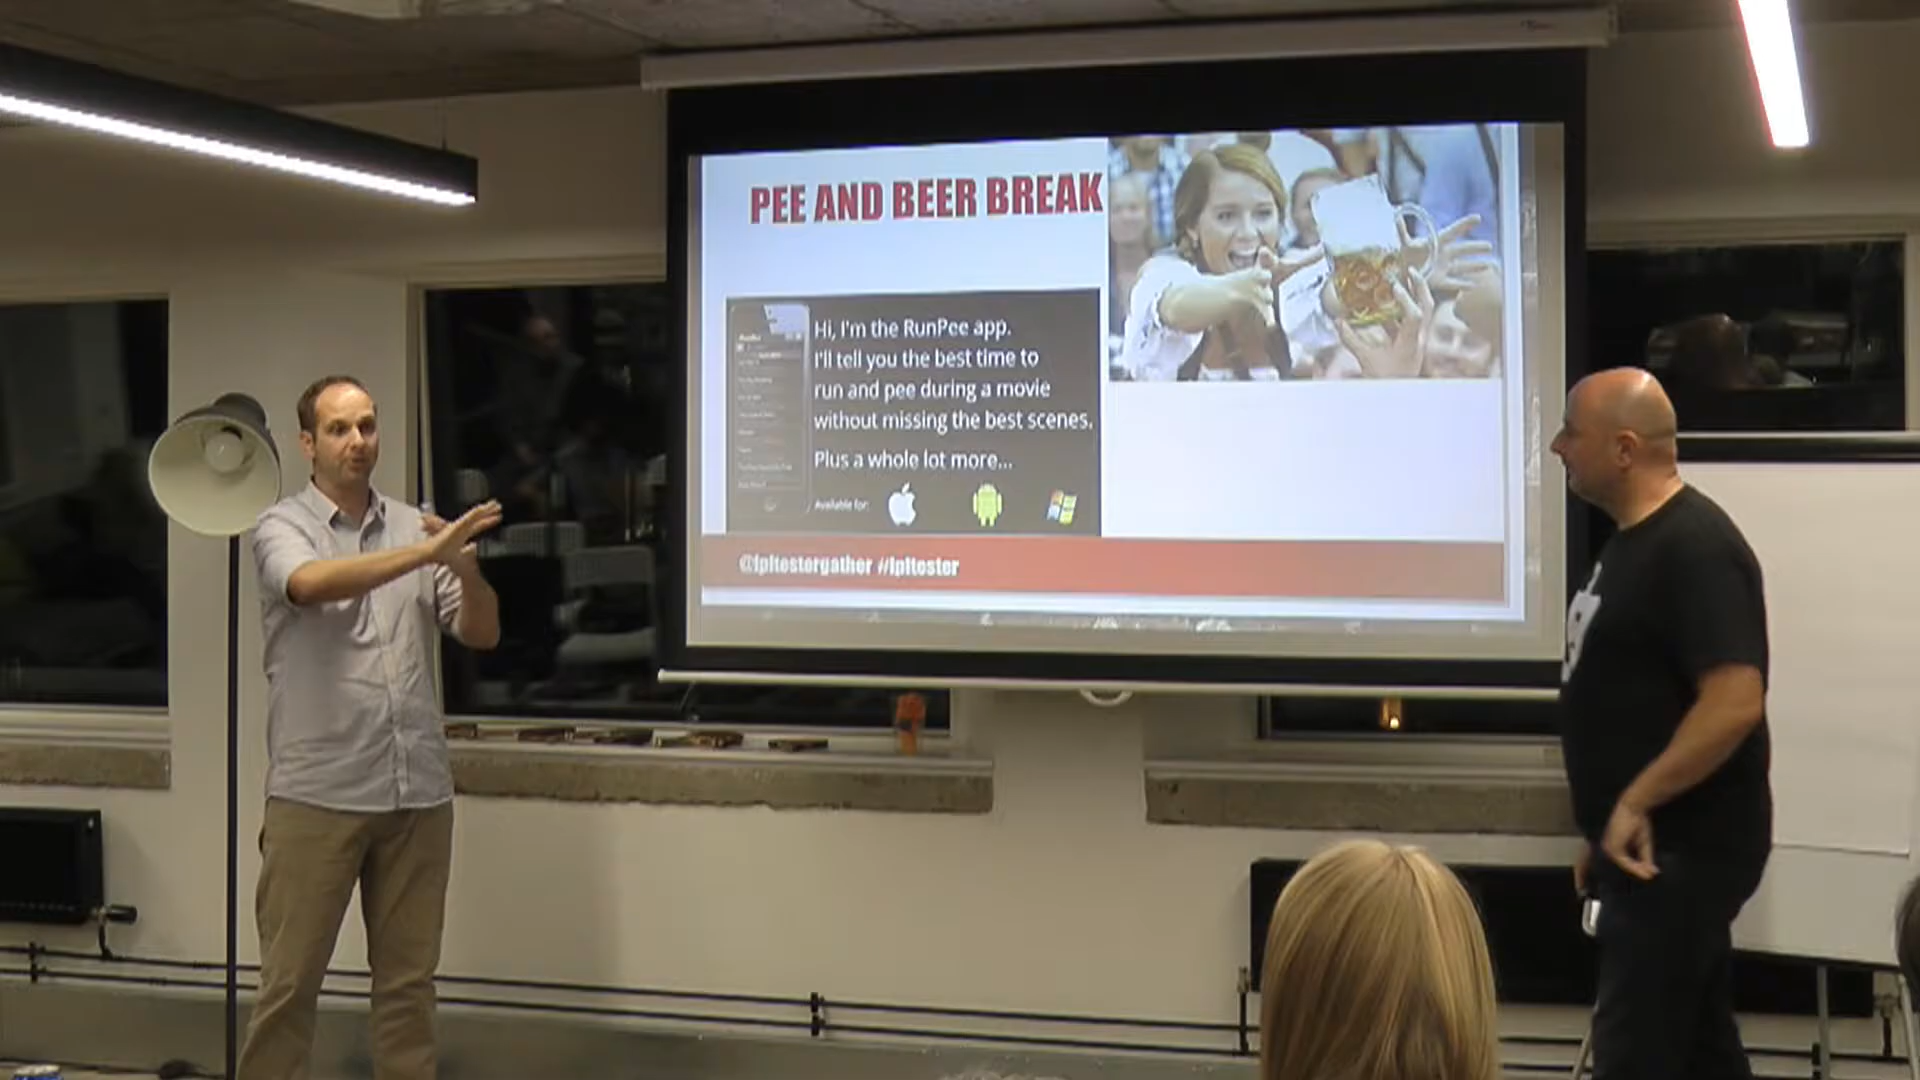 PEE AND BEER BREAK
Hi, I'm the RunPee app.
I'll tell you the best time to
run and pee during a movie
without missing the best scenes.
Plus a whole lot more...
Available for:
@lpltestergather #lpltester